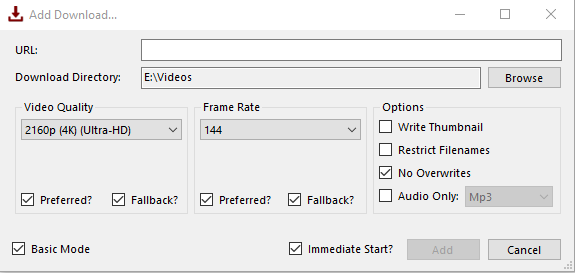 Add Download...
URL:
Download Directory: E:\Videos Browse
Video Quality Frame Rate Options
2160p (4K) (Ultra-HD) 144 Write Thumbnail
Restrict Filenames
No Overwrites
Preferred? Fallback? Preferred? Fallback? Audio Only: Mp3
Basic Mode Immediate Start? Add Cancel